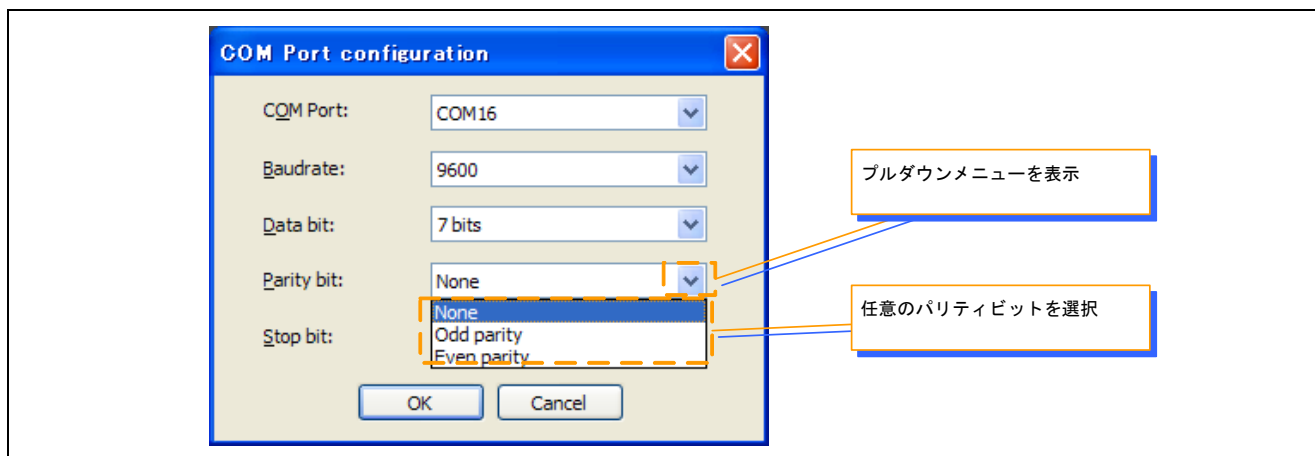 COM Port configuration
COM Port: COM16
Baudrate: 9600
Data bit: 7 bits
Parity bit: None
None
Odd parity
Even parity
Stop bit:
OK Cancel
プルダウンメニューを表示
任意のパリティビットを選択